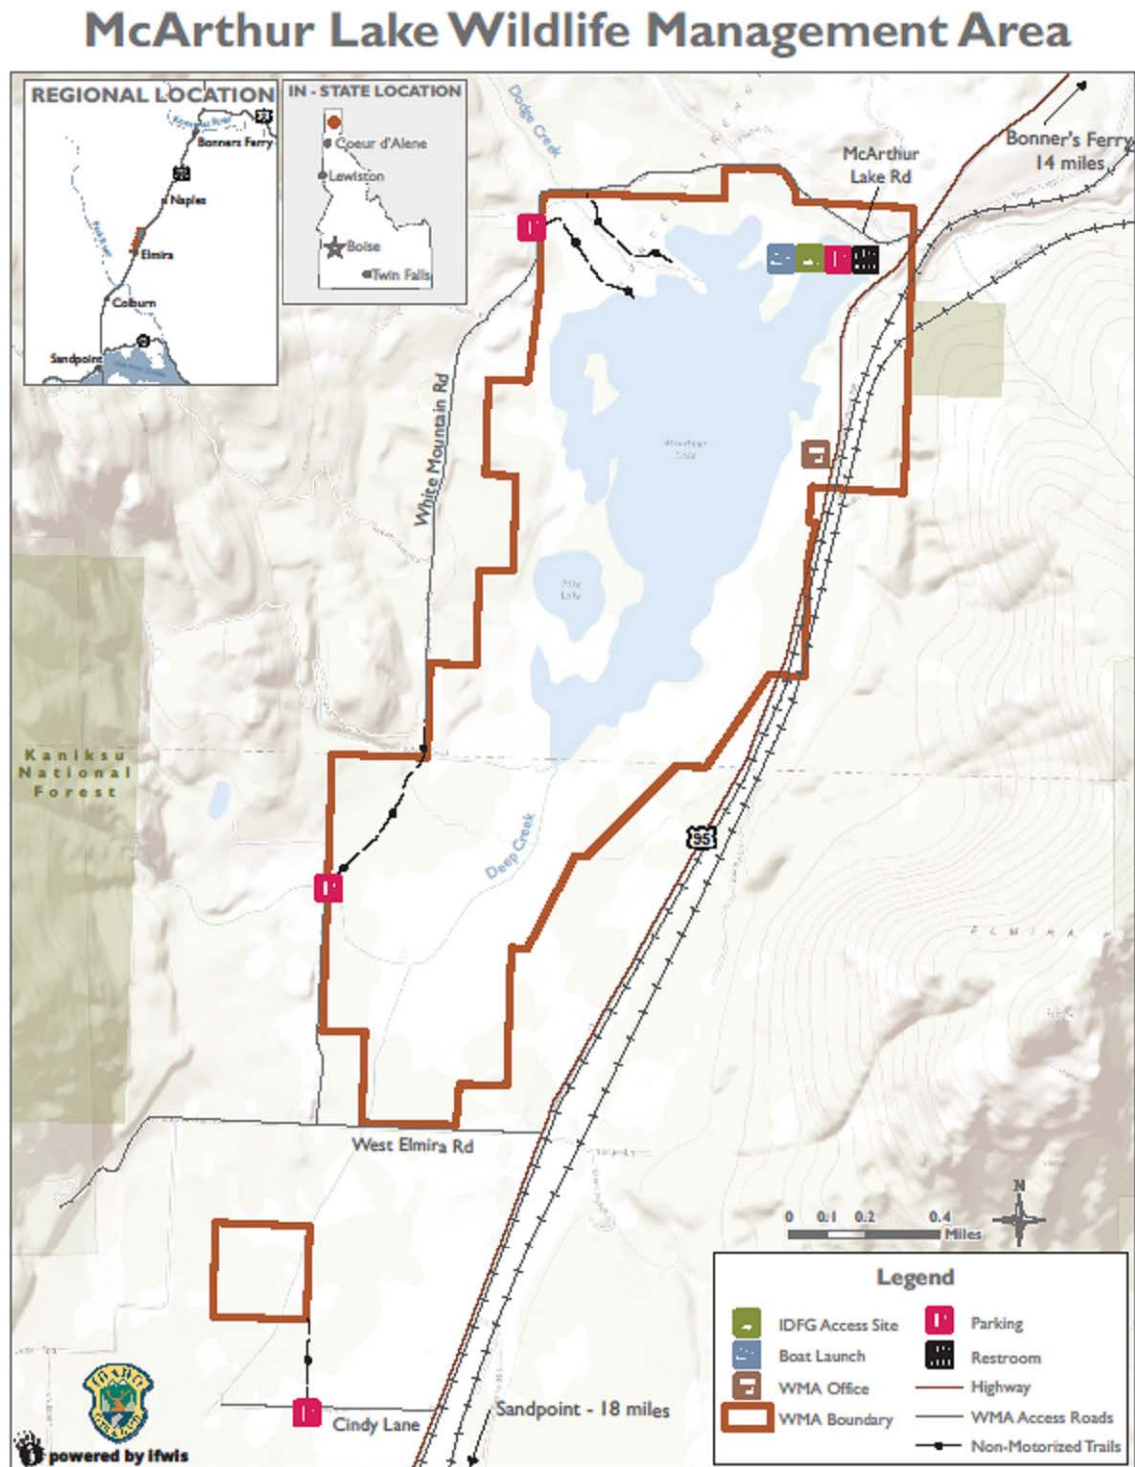 McArthur Lake Wildlife Management Area
REGIONAL LOCATION
Bonners Ferry
Naples
Elmira
Colburn
Sandpoint
IN - STATE LOCATION
Coeur d'Alene
Lewiston
Boise
Twin Falls
Dodge Creek
McArthur
Lake Rd
Bonner's Ferry
14 miles
White Mountain Rd
Kaniksu
National
Forest
Deep Creek
95
West Elmira Rd
N
0 0.1 0.2 0.4
Miles
Cindy Lane
Sandpoint - 18 miles
Legend
IDFG Access Site
Boat Launch
WMA Office
WMA Boundary
Parking
Restroom
Highway
WMA Access Roads
Non-Motorized Trails
IDAHO
powered by ifwis